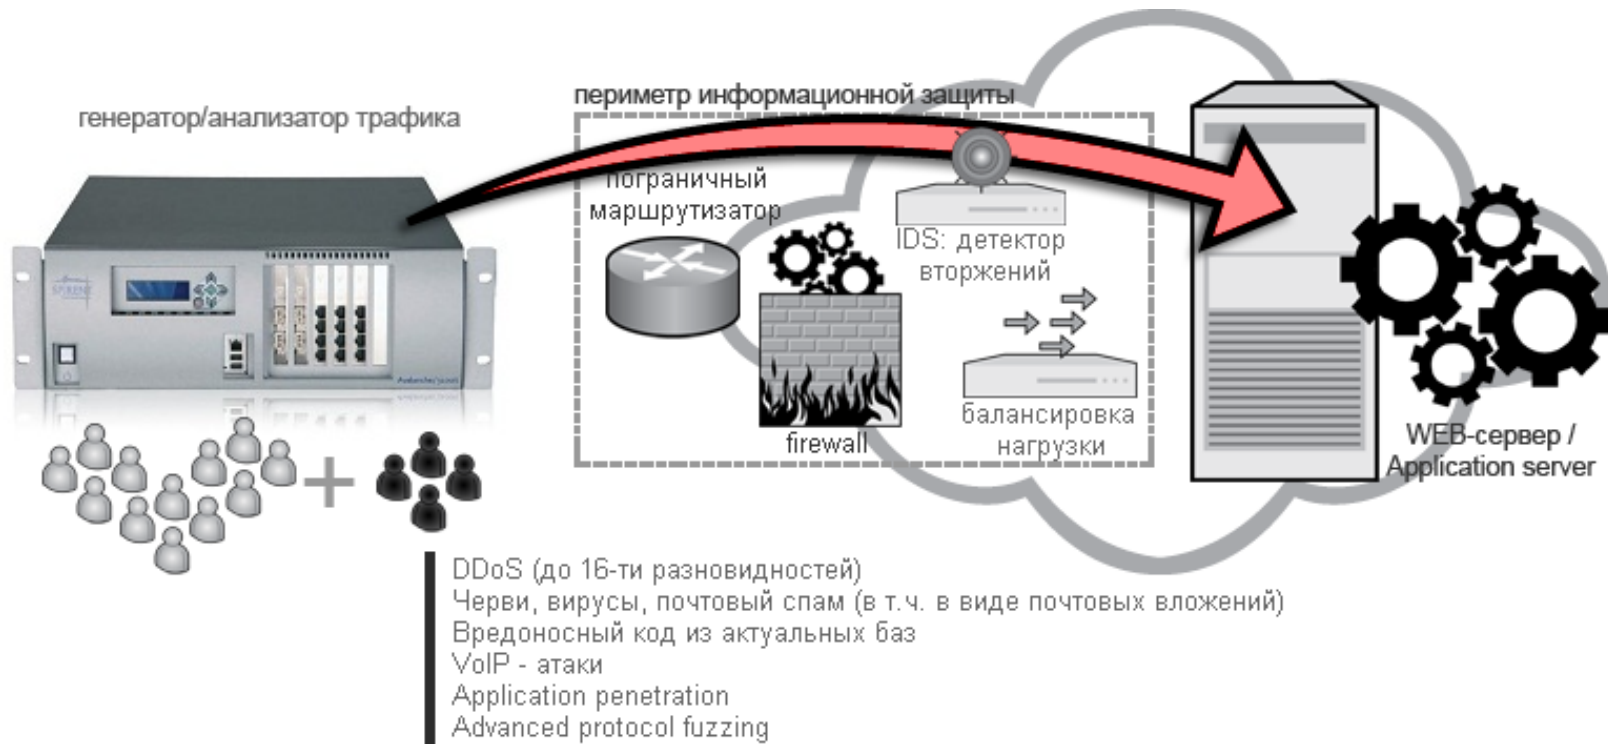 генератор/анализатор трафика
периметр информационной защиты
пограничный
маршрутизатор
IDS: детектор
вторжений
firewall
балансировка
нагрузки
WEB-сервер /
Application server
SPIRENT
DDoS (до 16-ти разновидностей)
Черви, вирусы, почтовый спам (в т.ч. в виде почтовых вложений)
Вредоносный код из актуальных баз
VoIP - атаки
Application penetration
Advanced protocol fuzzing